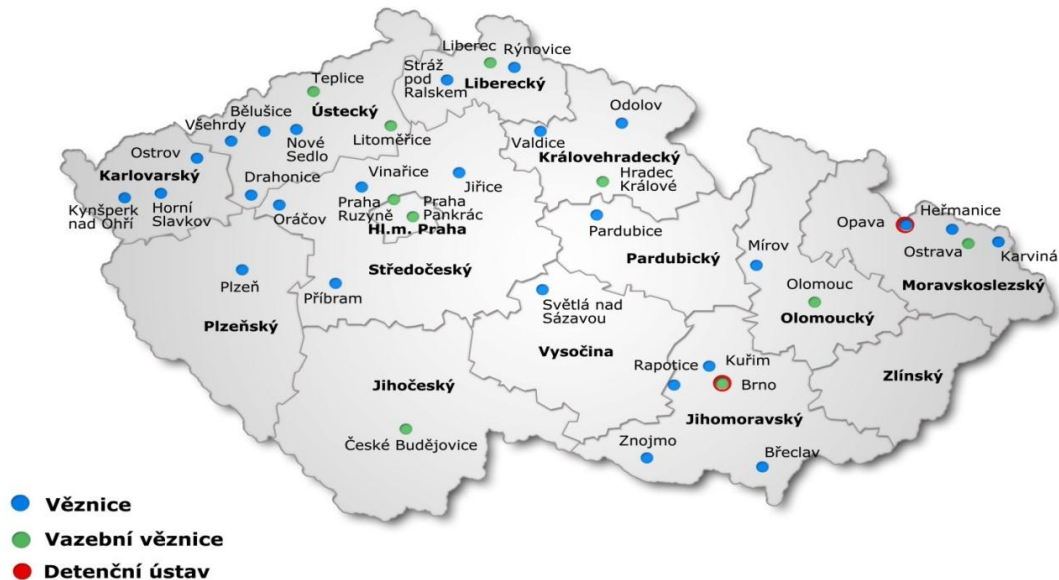 Liberec
Rýnovice
Stráž
pod
Ralskem
Liberecký
Teplice
Ústecký
Bělušice
Všehrdy
Nové
Sedlo
Litoměřice
Odolov
Valdice
Královehradecký
Hradec
Králové
Ostrov
Karlovarský
Kynšperk
nad Ohří
Horní
Slavkov
Drahonice
Oráčov
Vinařice
Jiřice
Praha
Ruzyně
Praha
Pankrác
Hl.m. Praha
Středočeský
Příbram
Plzeň
Plzeňský
Pardubice
Pardubický
Světlá nad
Sázavou
Vysočina
Mírov
Olomouc
Olomoucký
Opava
Heřmanice
Ostrava
Karviná
Moravskoslezský
Zlínský
Rapotice
Kuřim
Brno
Jihomoravský
Znojmo
Břeclav
Jihočeský
České Budějovice
Věznice
Vazební věznice
Detenční ústav